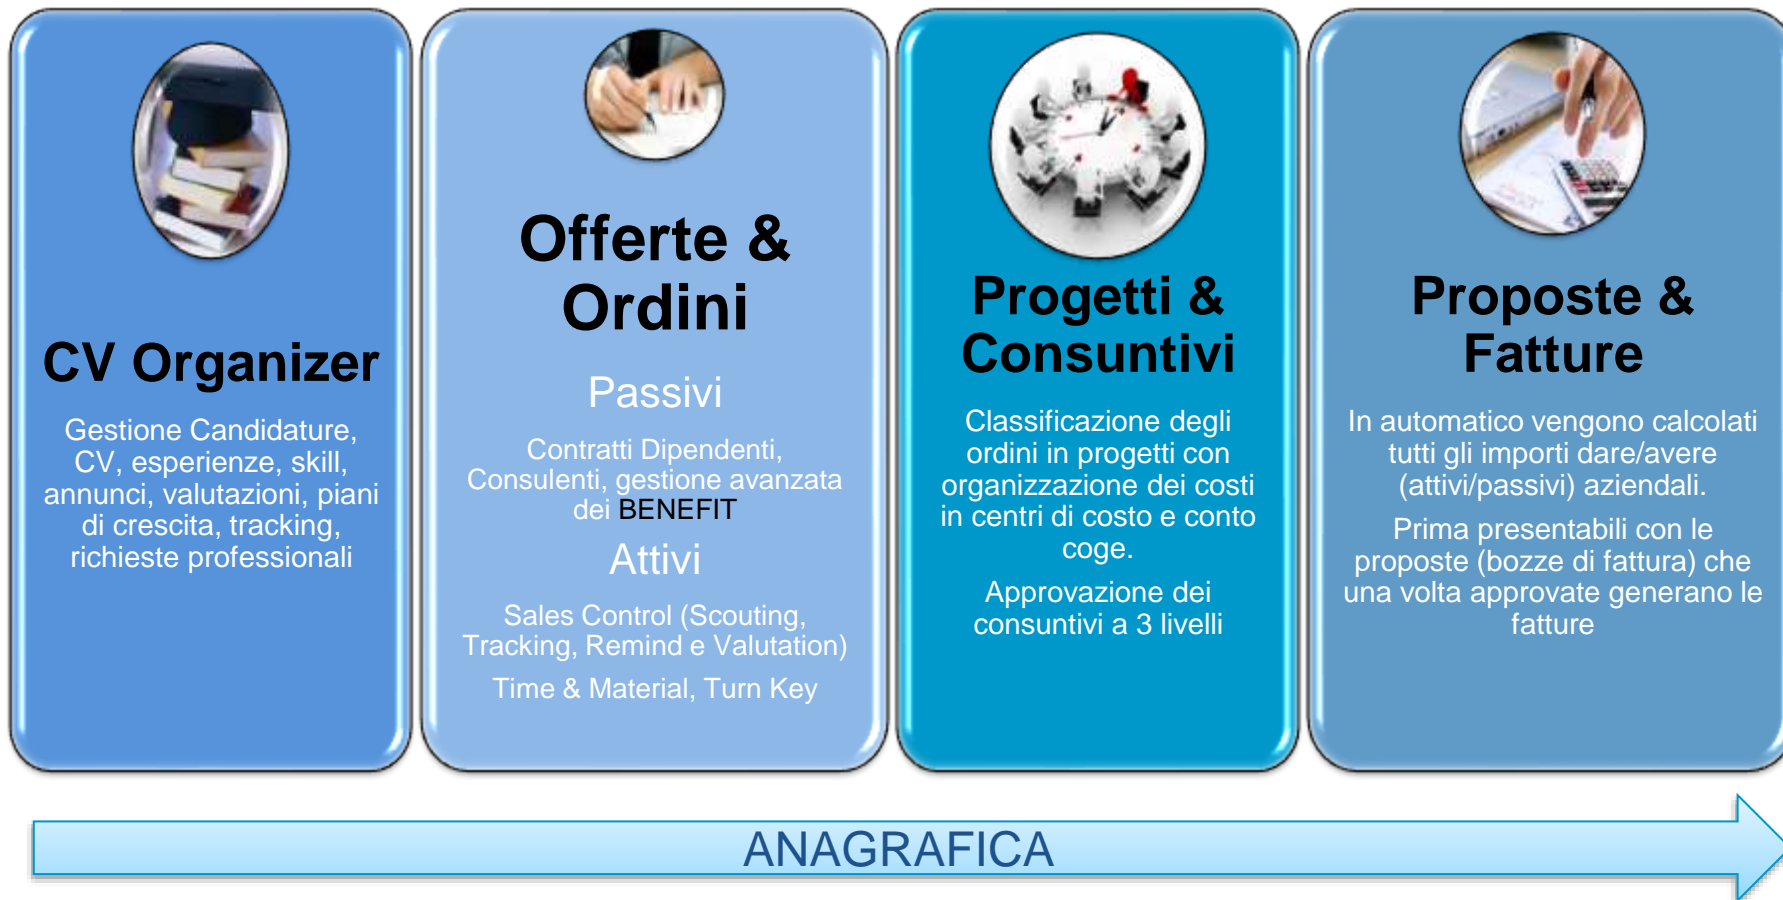 CV Organizer
Gestione Candidature,
CV, esperienze, skill,
annunci, valutazioni, piani
di crescita, tracking,
richieste professionali
Offerte &
Ordini
Passivi
Contratti Dipendenti,
Consulenti, gestione avanzata
dei BENEFIT
Attivi
Sales Control (Scouting,
Tracking, Remind e Valutation)
Time & Material, Turn Key
Progetti &
Consuntivi
Classificazione degli
ordini in progetti con
organizzazione dei costi
in centri di costo e conto
coge.
Approvazione dei
consuntivi a 3 livelli
Proposte &
Fatture
In automatico vengono calcolati
tutti gli importi dare/avere
(attivi/passivi) aziendali.
Prima presentabili con le
proposte (bozze di fattura) che
una volta approvate generano le
fatture
ANAGRAFICA